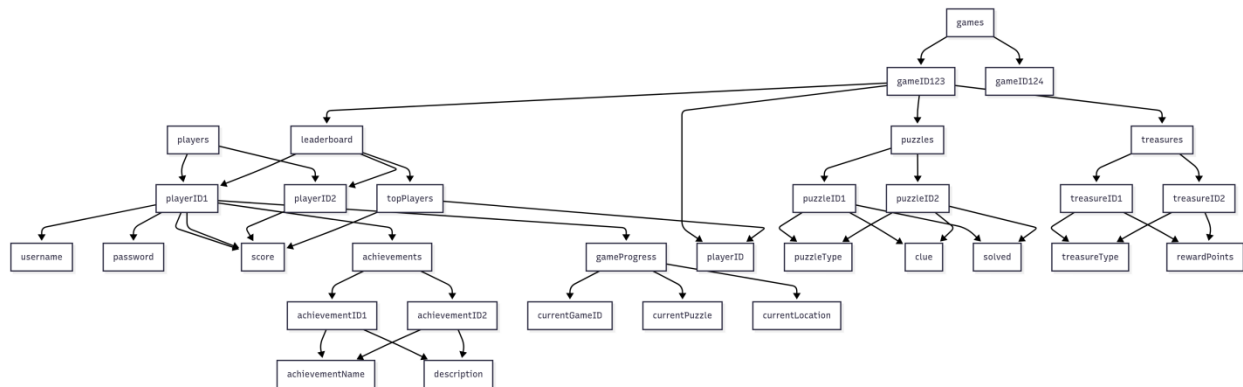 games
gameID123
gameID124
players
leaderboard
puzzles
treasures
playerID1
playerID2
topPlayers
puzzleID1
puzzleID2
treasureID1
treasureID2
username
password
score
achievements
gameProgress
playerID
puzzleType
clue
solved
treasureType
rewardPoints
achievementID1
achievementID2
currentGameID
currentPuzzle
currentLocation
achievementName
description